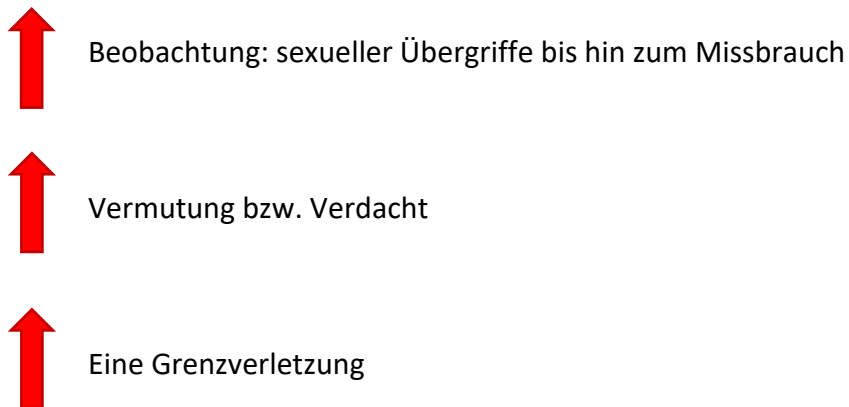 Beobachtung: sexueller Übergriffe bis hin zum Missbrauch
Vermutung bzw. Verdacht
Eine Grenzverletzung